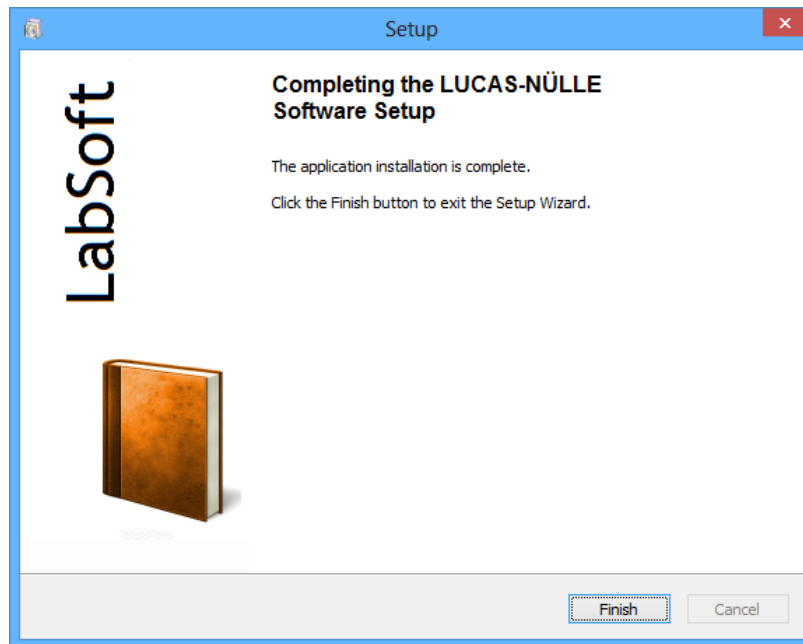 Setup
LabSoft
Completing the LUCAS-NÜLLE
Software Setup
The application installation is complete.
Click the Finish button to exit the Setup Wizard.
Finish
Cancel